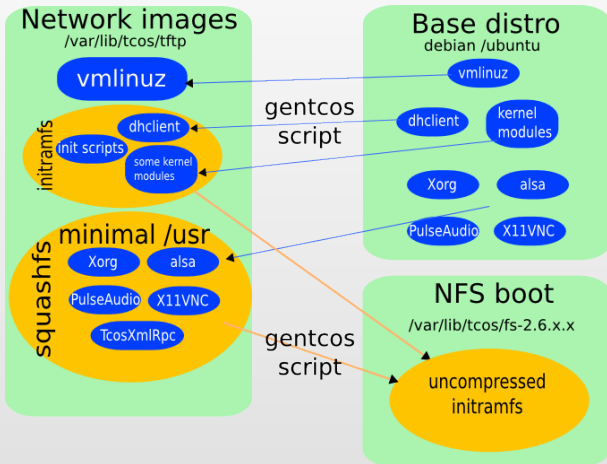 Network images
/var/lib/tcos/tftp
vmlinuz
initramfs
dhclient
init scripts
some kernel
modules
squashfs
minimal /usr
Xorg
alsa
PulseAudio
X11VNC
TcosXmlRpc
gentcos
script
gentcos
script
Base distro
debian /ubuntu
vmlinuz
dhclient
kernel
modules
Xorg
alsa
PulseAudio
X11VNC
NFS boot
/var/lib/tcos/fs-2.6.x.x
uncompressed
initramfs